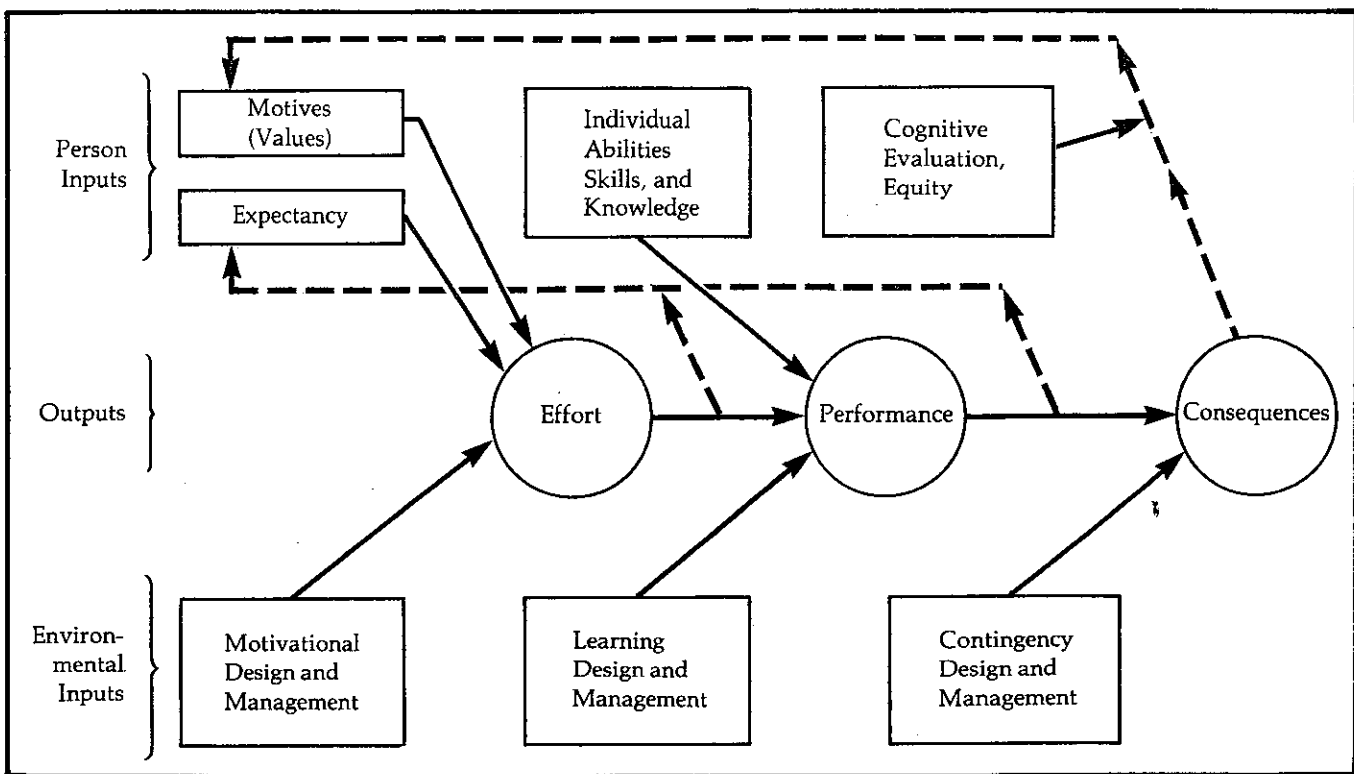 Person
Inputs
Motives
(Values)
Expectancy
Individual
Abilities
Skills, and
Knowledge
Cognitive
Evaluation,
Equity
Outputs
Effort
Performance
Consequences
Environ-
mental
Inputs
Motivational
Design and
Management
Learning
Design and
Management
Contingency
Design and
Management